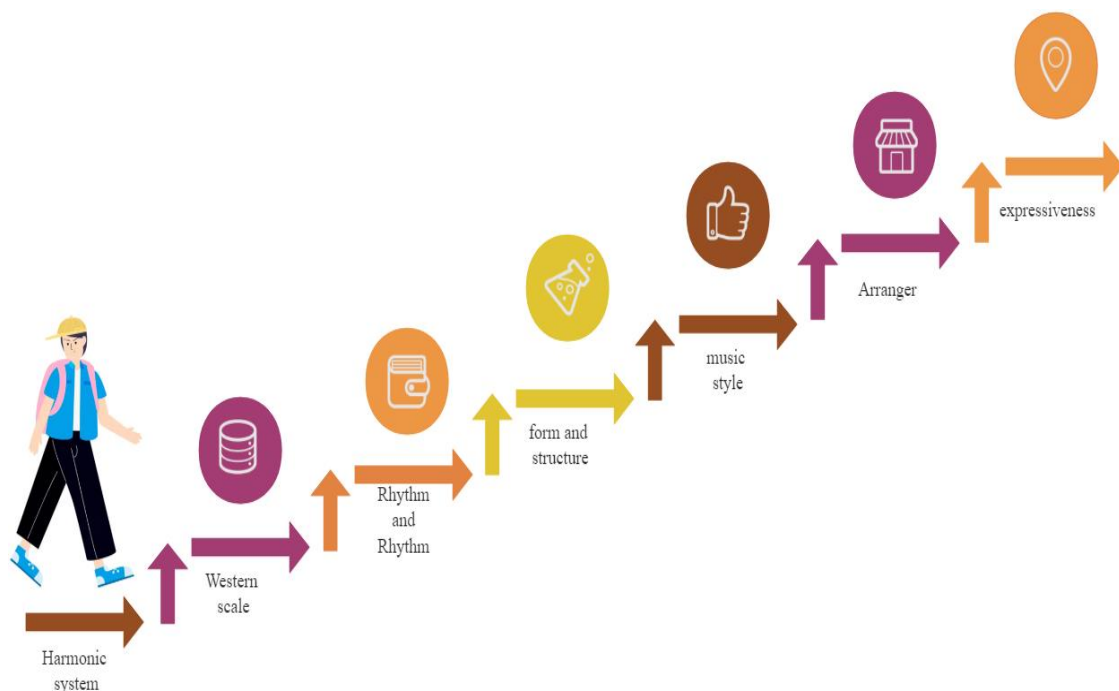 Harmonic
system
Western
scale
Rhythm
and
Rhythm
form and
structure
music
style
Arranger
expressiveness